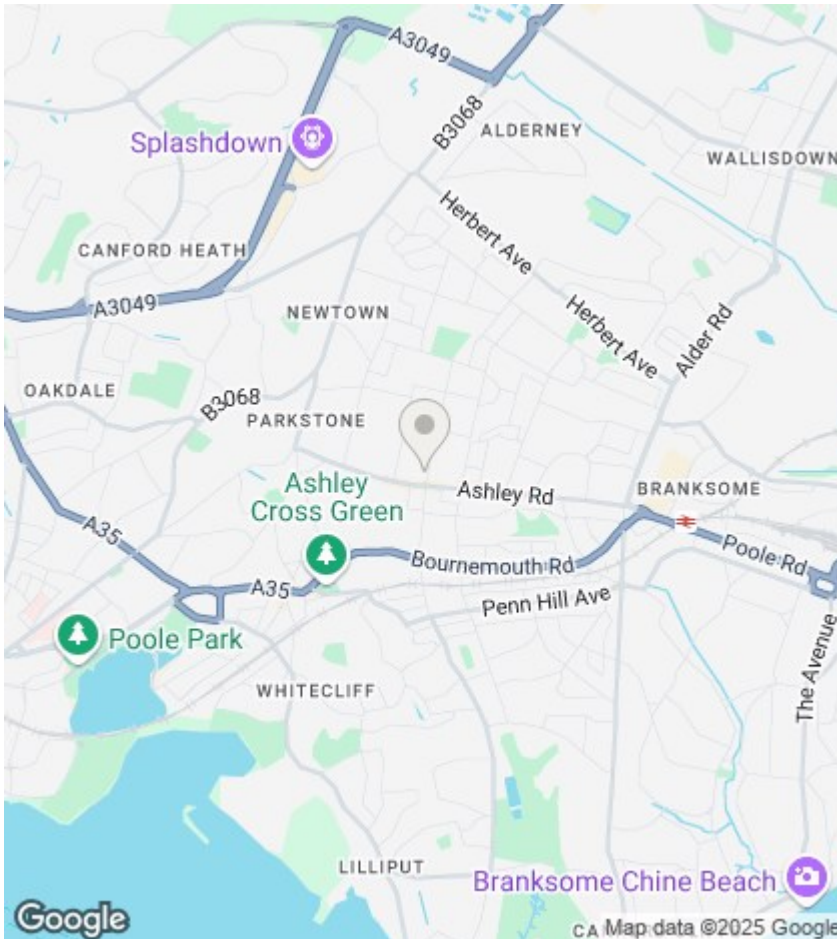 A3049
A3049
B3068
ALDERNEY
Splashdown
WALLISDOWN
Herbert Ave
CANFORD HEATH
A3049
NEWTOWN
Herbert Ave
Alder Rd
OAKDALE
B3068
PARKSTONE
Ashley
Cross Green
Ashley Rd
BRANKSOME
A35
Bournemouth Rd
Poole Rd
A35
Penn Hill Ave
Poole Park
The Avenue
WHITECLIFF
LILLIPUT
Branksome Chine Beach
Google
CA
Map data ©2025 Google